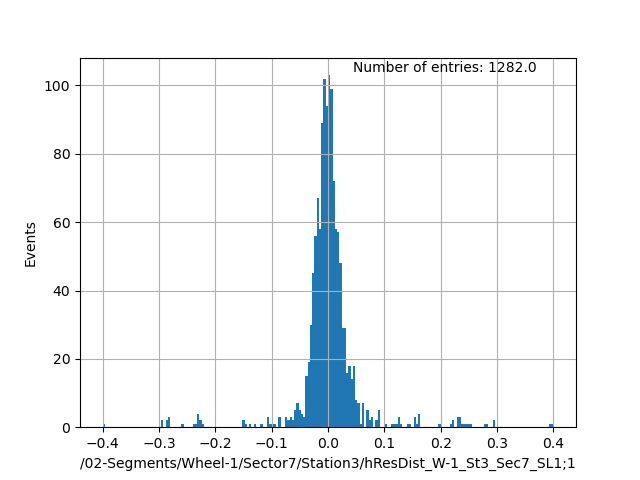 Number of entries: 1282.0
100
80
60
40
20
0
Events
−0.4 −0.3 −0.2 −0.1 0.0 0.1 0.2 0.3 0.4
/02-Segments/Wheel-1/Sector7/Station3/hResDist_W-1_St3_Sec7_SL1;1